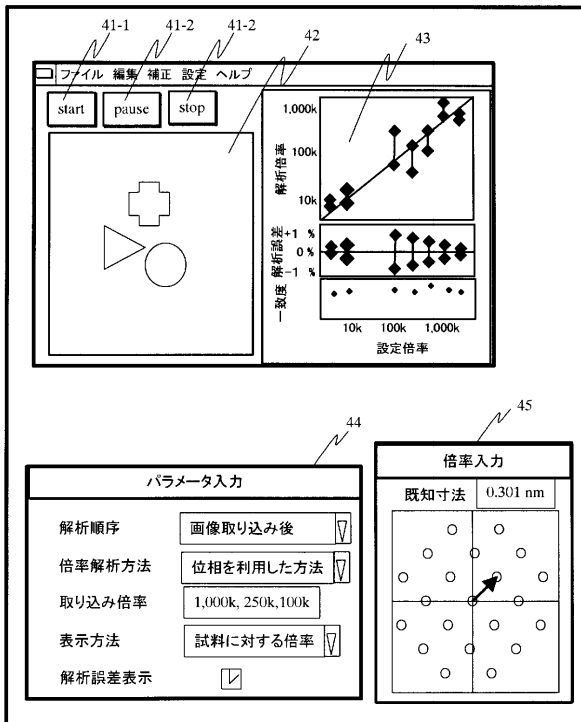 41-1 41-2 41-2 42 43
ファイル 編集 補正 設定 ヘルプ
start pause stop
1,000k
100k
10k
解析倍率
+1 %
0 %
-1 %
解析誤差
一致度
10k 100k 1,000k
設定倍率
44
パラメータ入力
解析順序 画像取り込み後
倍率解析方法 位相を利用した方法
取り込み倍率 1,000k, 250k,100k
表示方法 試料に対する倍率
解析誤差表示
45
倍率入力
既知寸法 0.301 nm